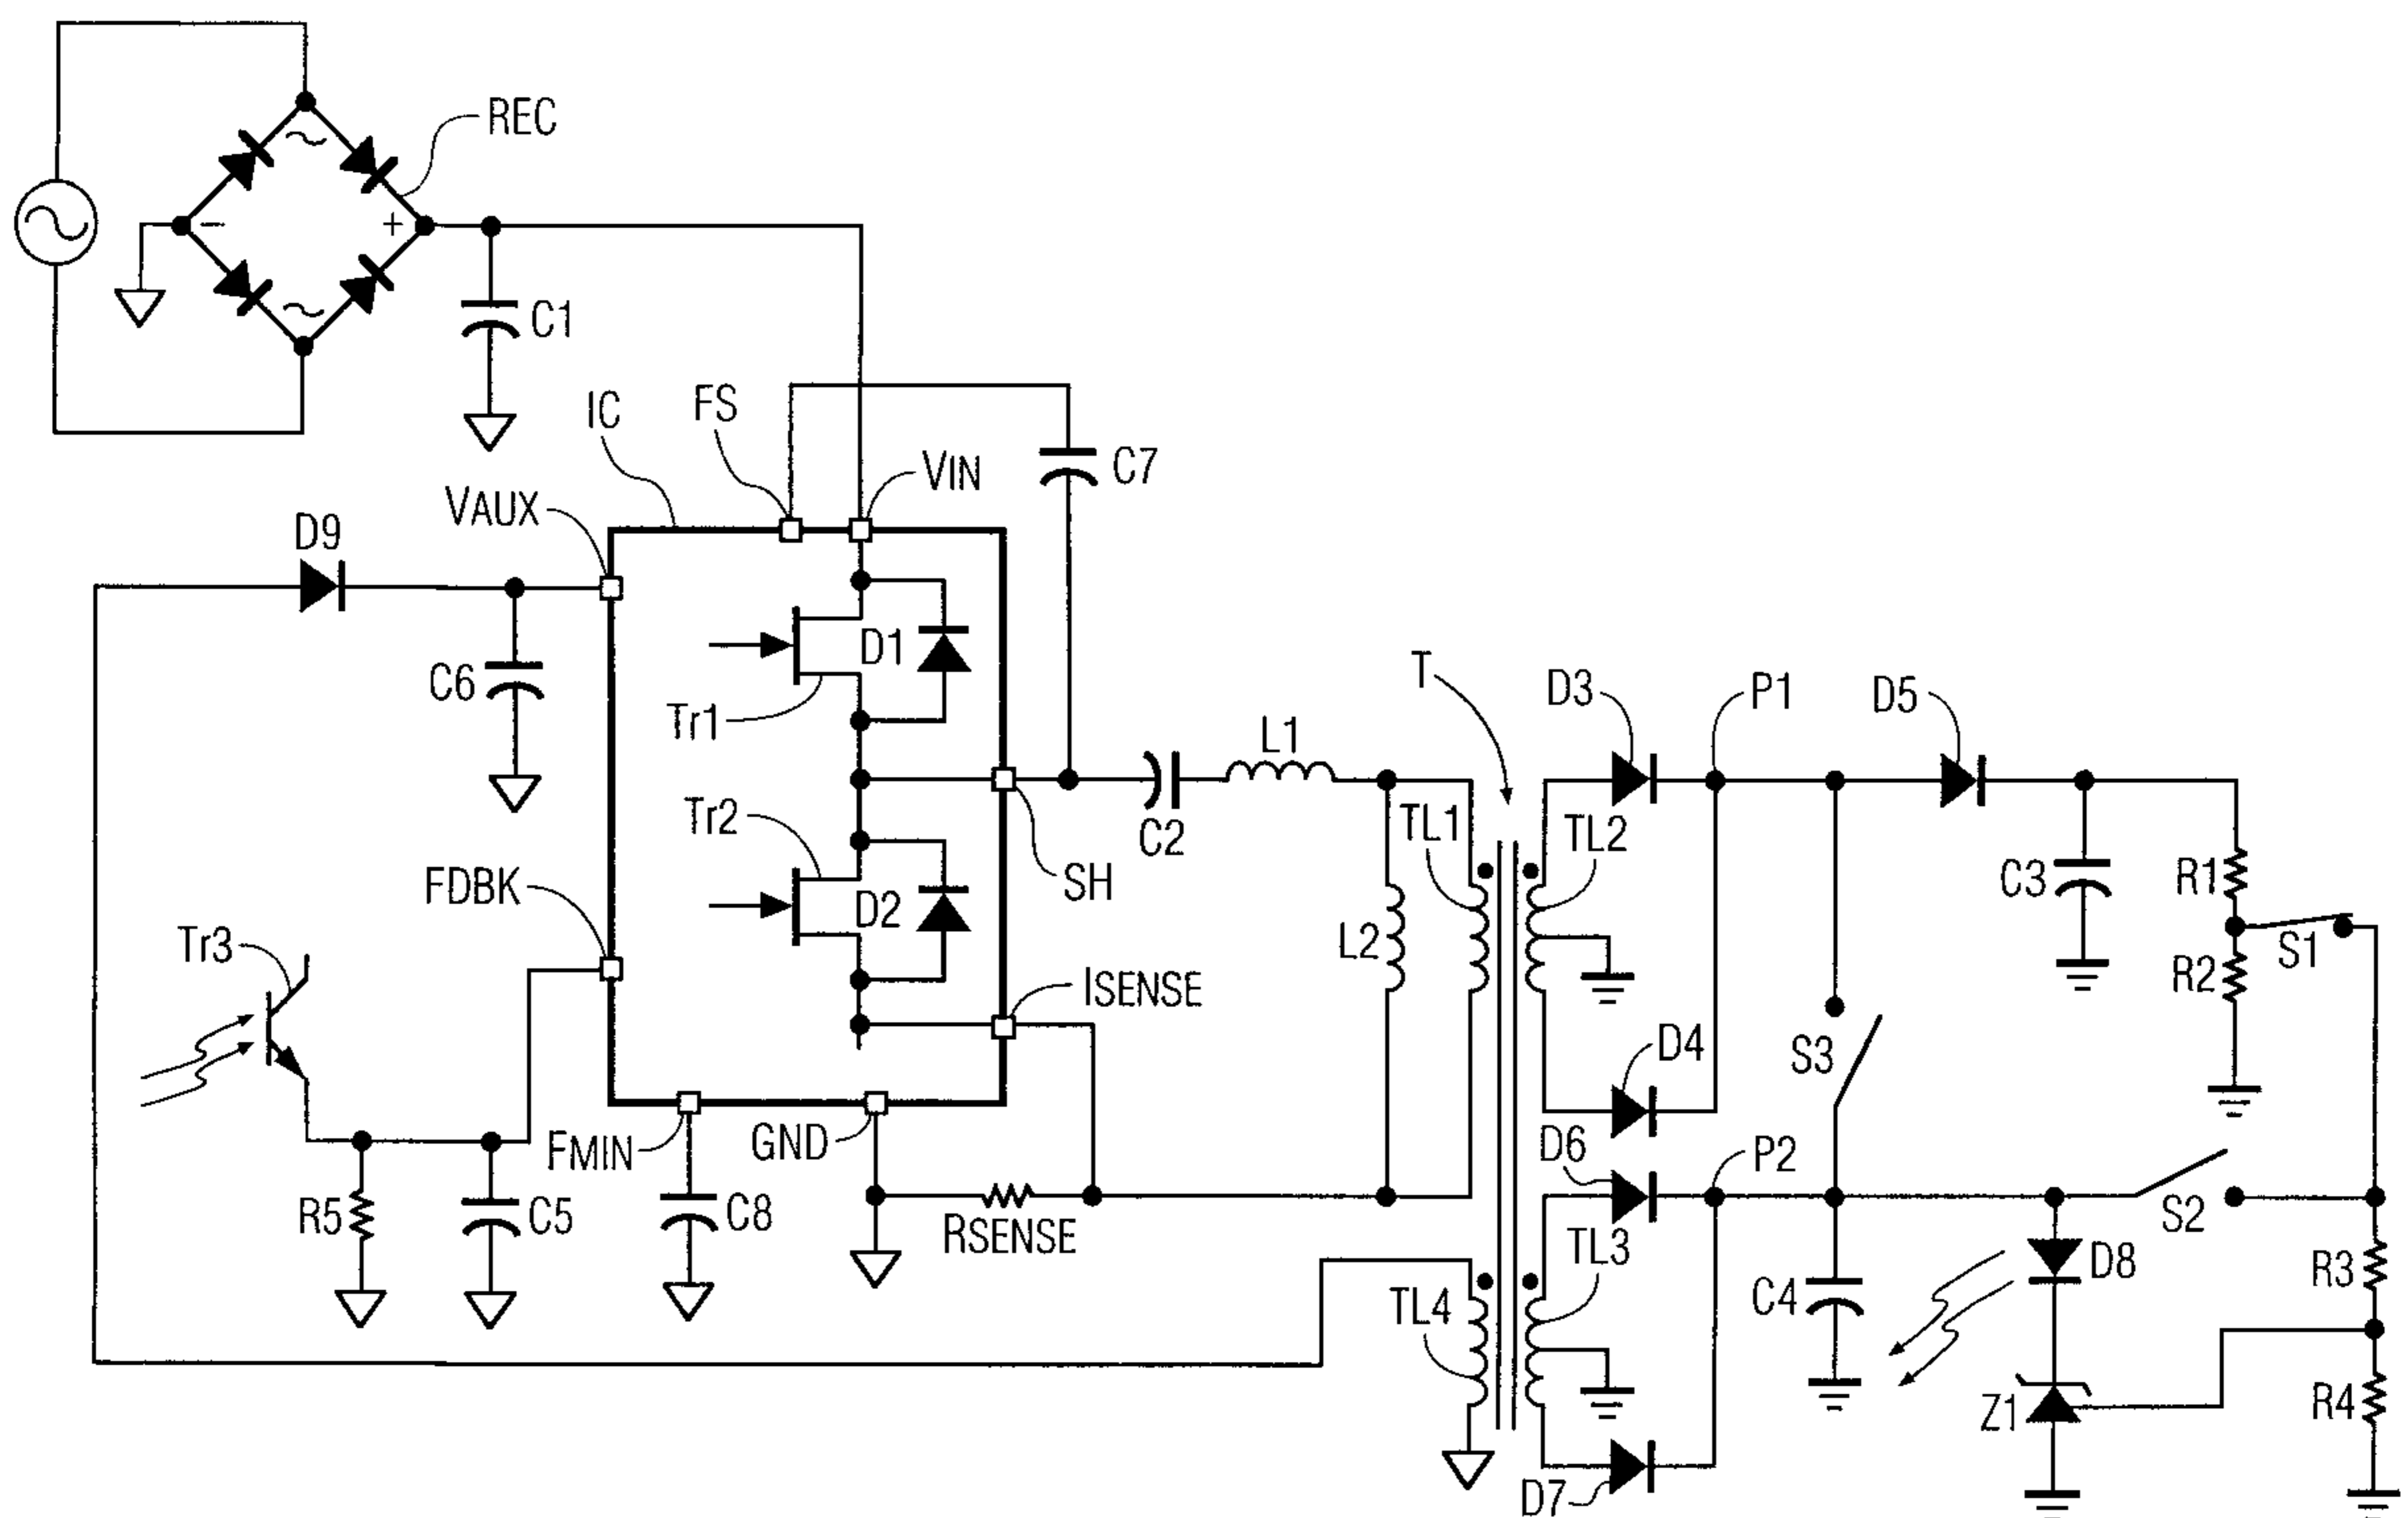 REC
−
+
C1
IC
FS
VIN
C7
VAUX
D9
D1
C6
Tr1
T
D3
P1
D5
L1
Tr2
C2
TL1
TL2
FDBK
SH
C3
R1
D2
Tr3
L2
S1
R2
ISENSE
S3
D4
FMIN
GND
D6
P2
R5
C5
C8
RSENSE
S2
TL3
D8
R3
TL4
C4
Z1
R4
D7